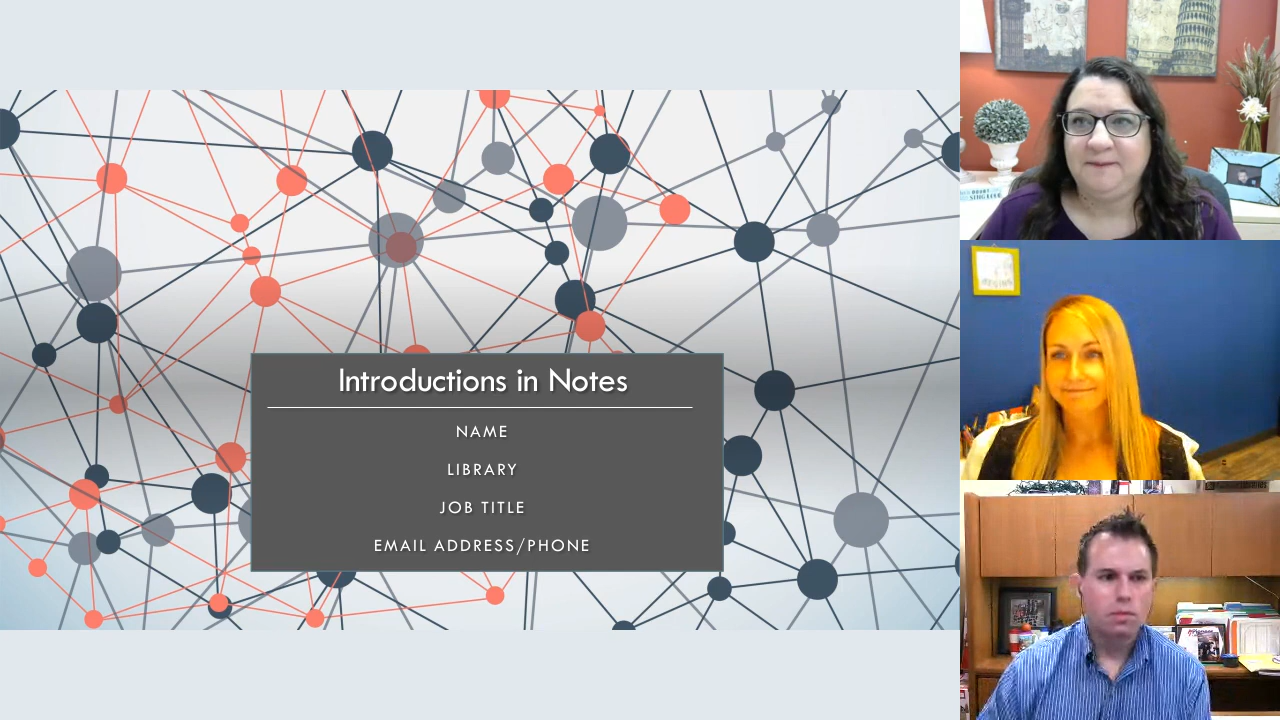 Introductions in Notes
NAME
LIBRARY
JOB TITLE
EMAIL ADDRESS/PHONE